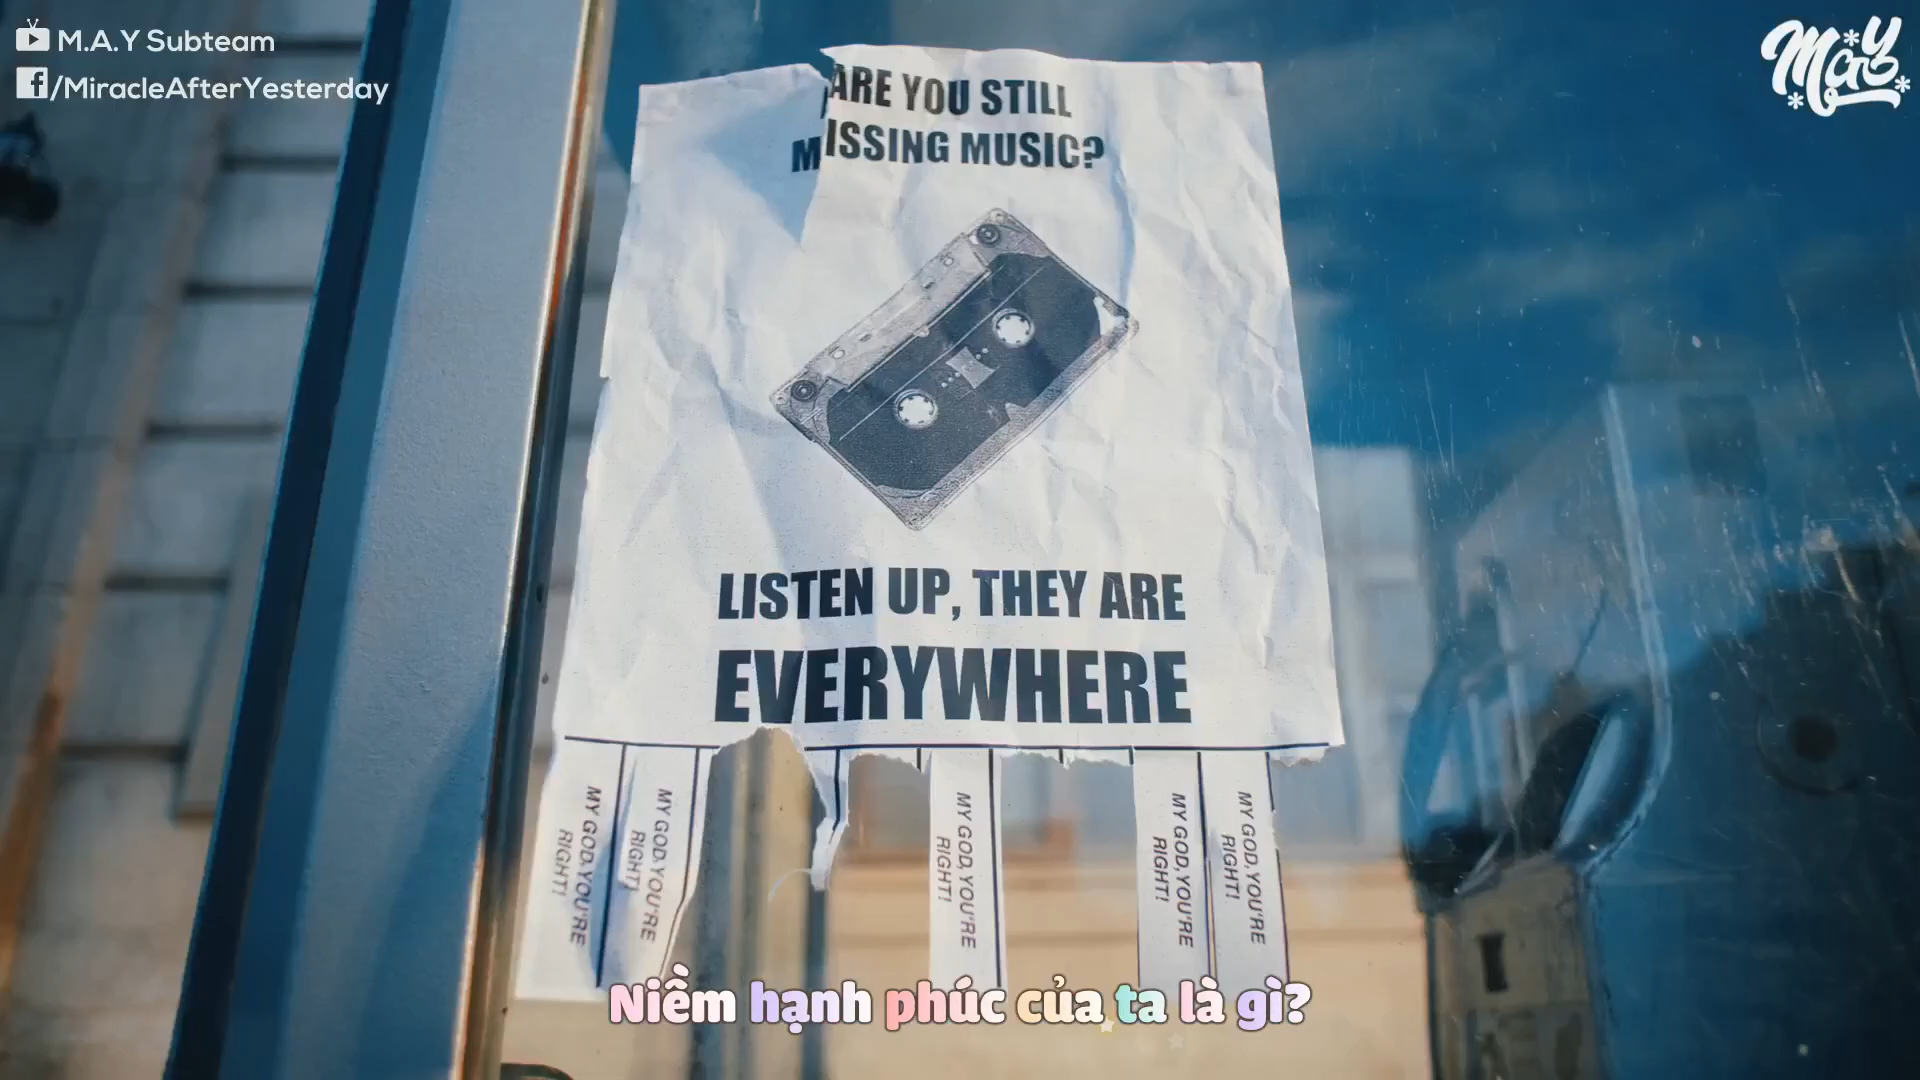 M.A.Y Subteam
/MiracleAfterYesterday
May
ARE YOU STILL
MISSING MUSIC?
LISTEN UP, THEY ARE
EVERYWHERE
MY GOD, YOU'RE
RIGHT!
MY GOD, YOU'RE
RIGHT!
MY GOD, YOU'RE
RIGHT!
MY GOD, YOU'RE
RIGHT!
MY GOD, YOU'RE
RIGHT!
Niềm hạnh phúc của ta là gì?